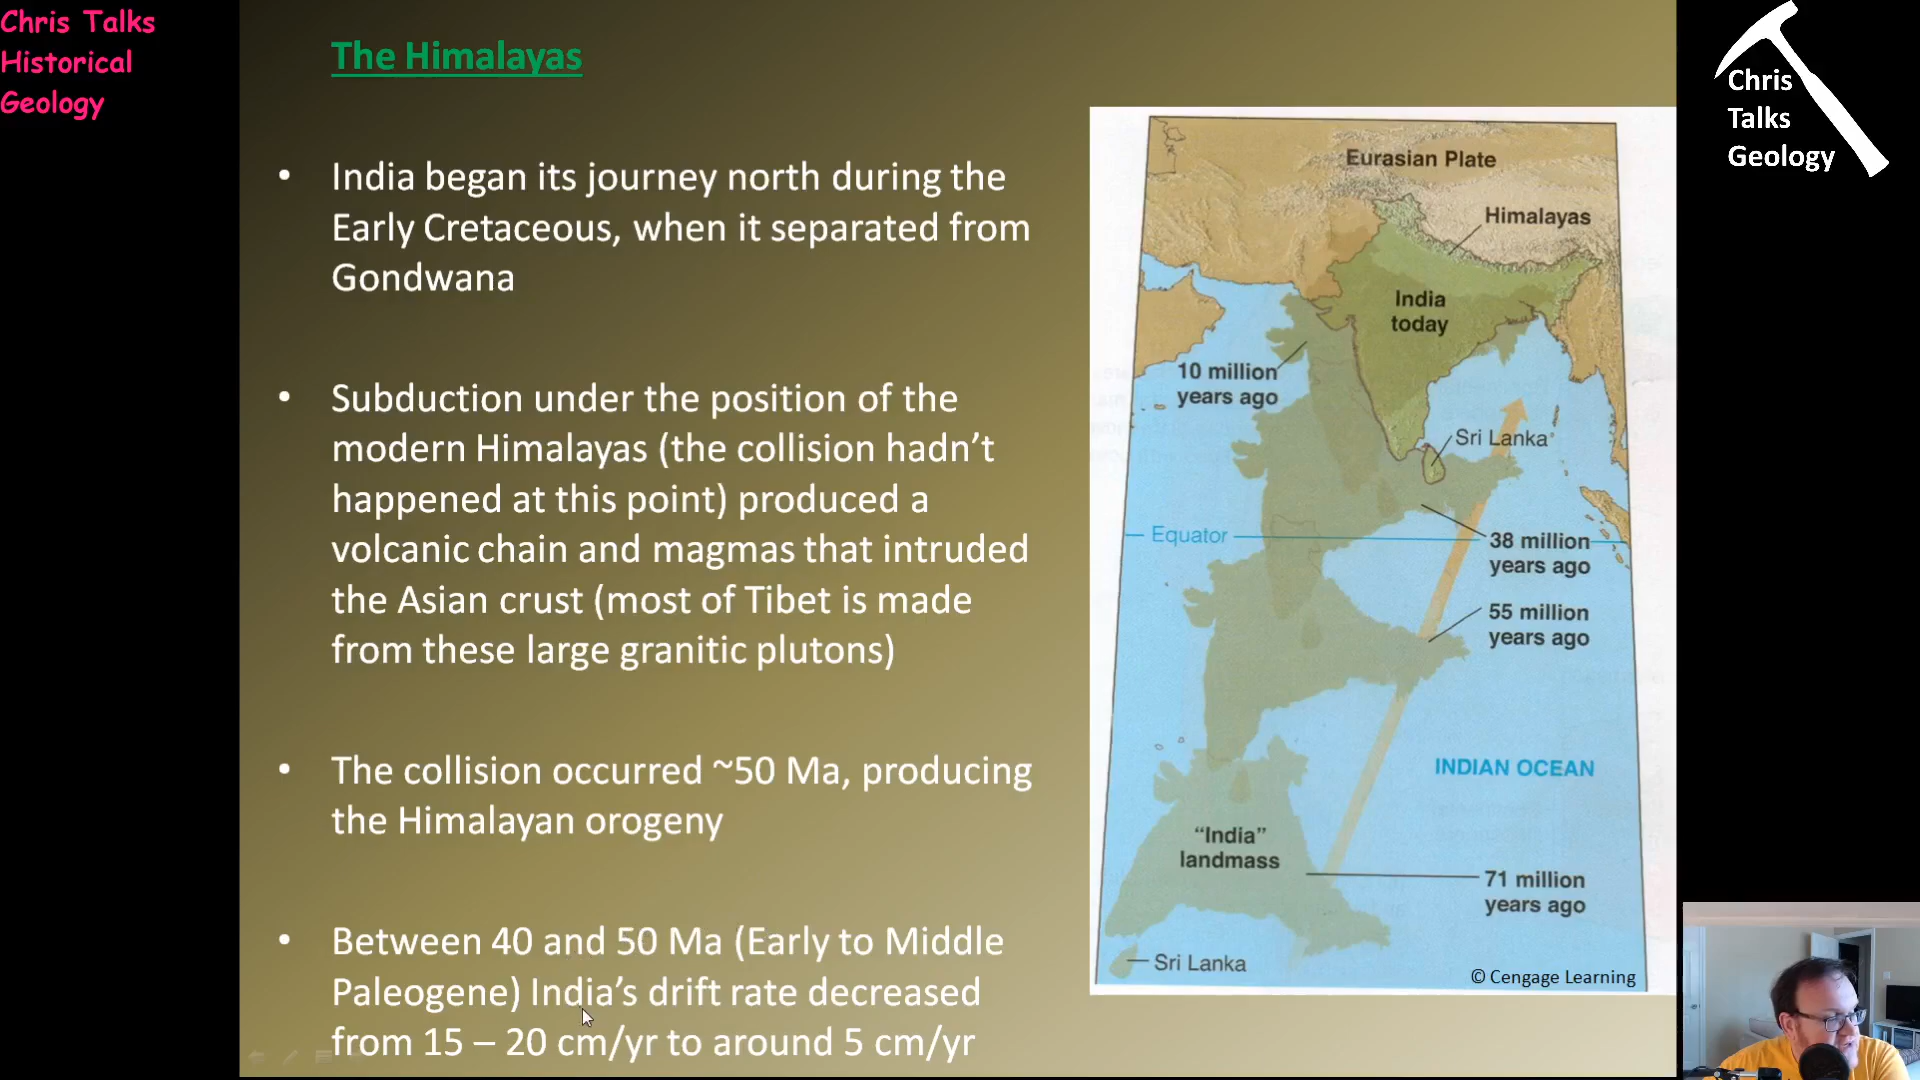 Chris Talks
Historical
Geology
The Himalayas
• India began its journey north during the
Early Cretaceous, when it separated from
Gondwana
• Subduction under the position of the
modern Himalayas (the collision hadn’t
happened at this point) produced a
volcanic chain and magmas that intruded
the Asian crust (most of Tibet is made
from these large granitic plutons)
• The collision occurred ~50 Ma, producing
the Himalayan orogeny
• Between 40 and 50 Ma (Early to Middle
Paleogene) India’s drift rate decreased
from 15 – 20 cm/yr to around 5 cm/yr
Eurasian Plate
Himalayas
India
today
10 million
years ago
Sri Lanka
Equator
38 million
years ago
55 million
years ago
INDIAN OCEAN
“India”
landmass
71 million
years ago
Sri Lanka
© Cengage Learning
Chris
Talks
Geology